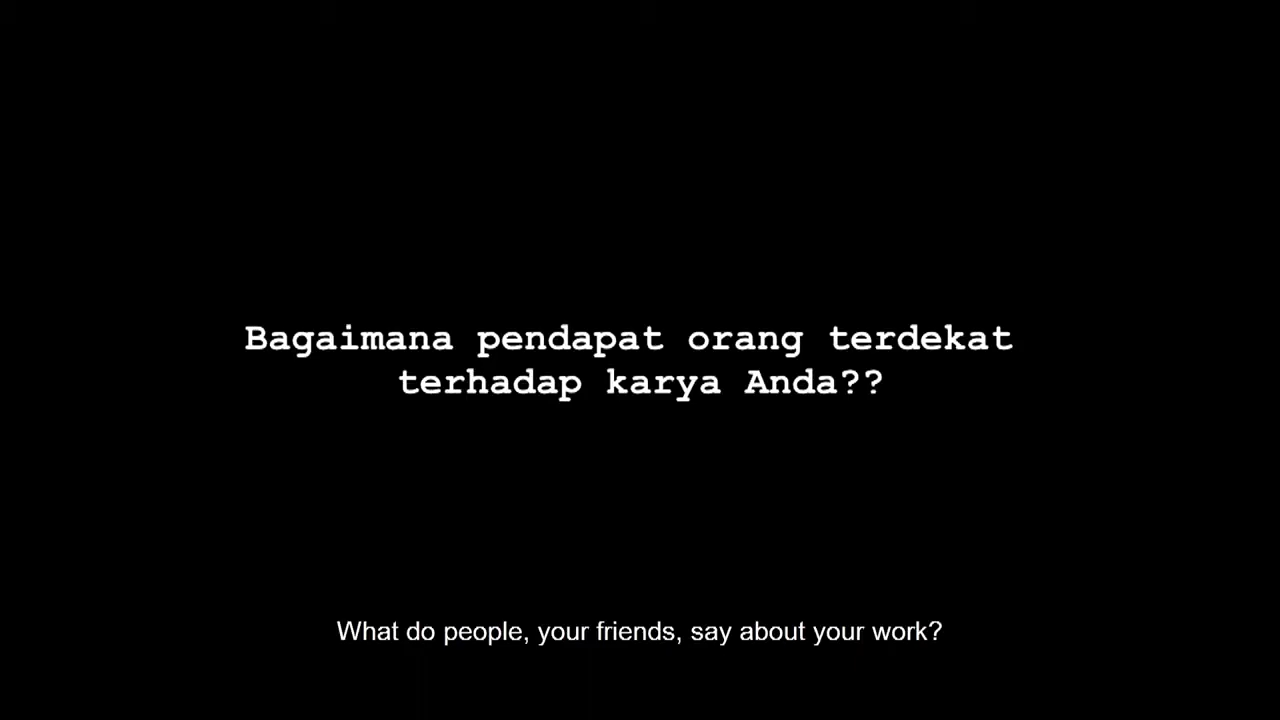 Bagaimana pendapat orang terdekat
terhadap karya Anda??
What do people, your friends, say about your work?